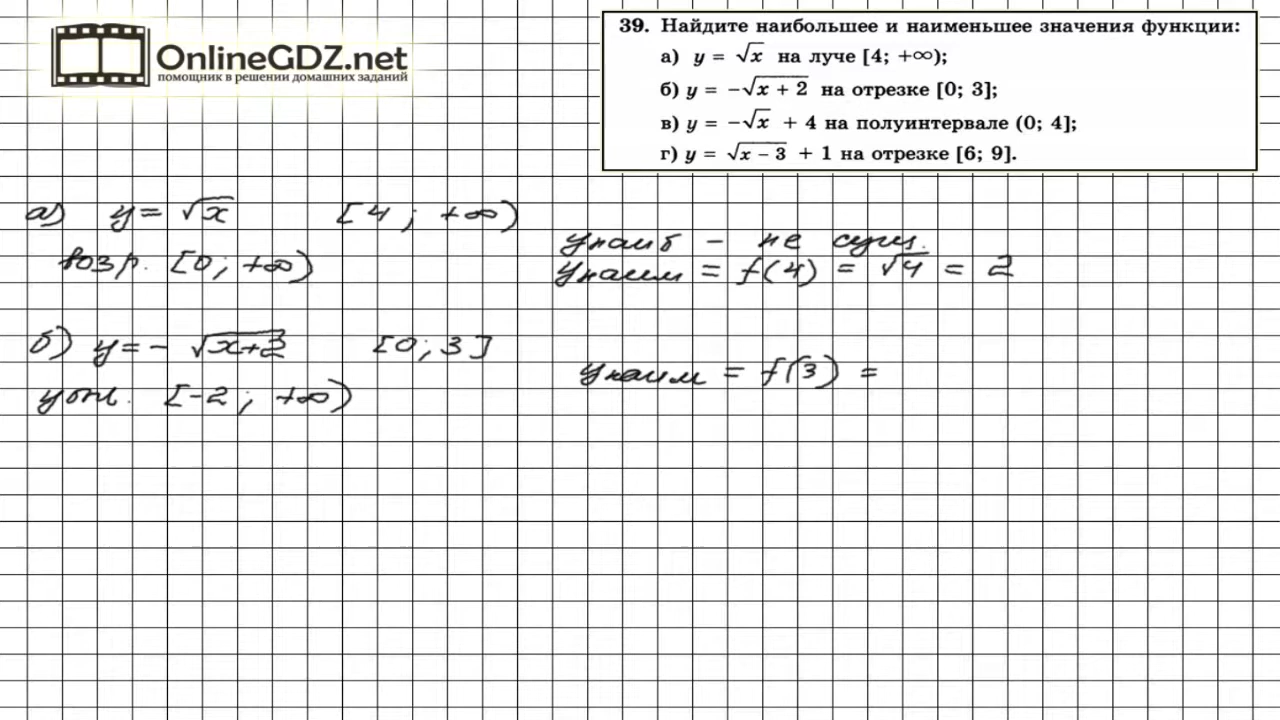 OnlineGDZ.net
помощник в решении домашних заданий
39. Найдите наибольшее и наименьшее значения функции:
а) y = √x на луче [4; +∞);
б) y = −√(x + 2) на отрезке [0; 3];
в) y = −√x + 4 на полуинтервале (0; 4];
г) y = √(x − 3) + 1 на отрезке [6; 9].
а) y = √x [4; +∞)
возр. [0; +∞)
yнаиб – не сущ.
yнаим = f(4) = √4 = 2
б) y = − √(x+2) [0; 3]
убыв. [-2; +∞)
yнаим = f(3) =